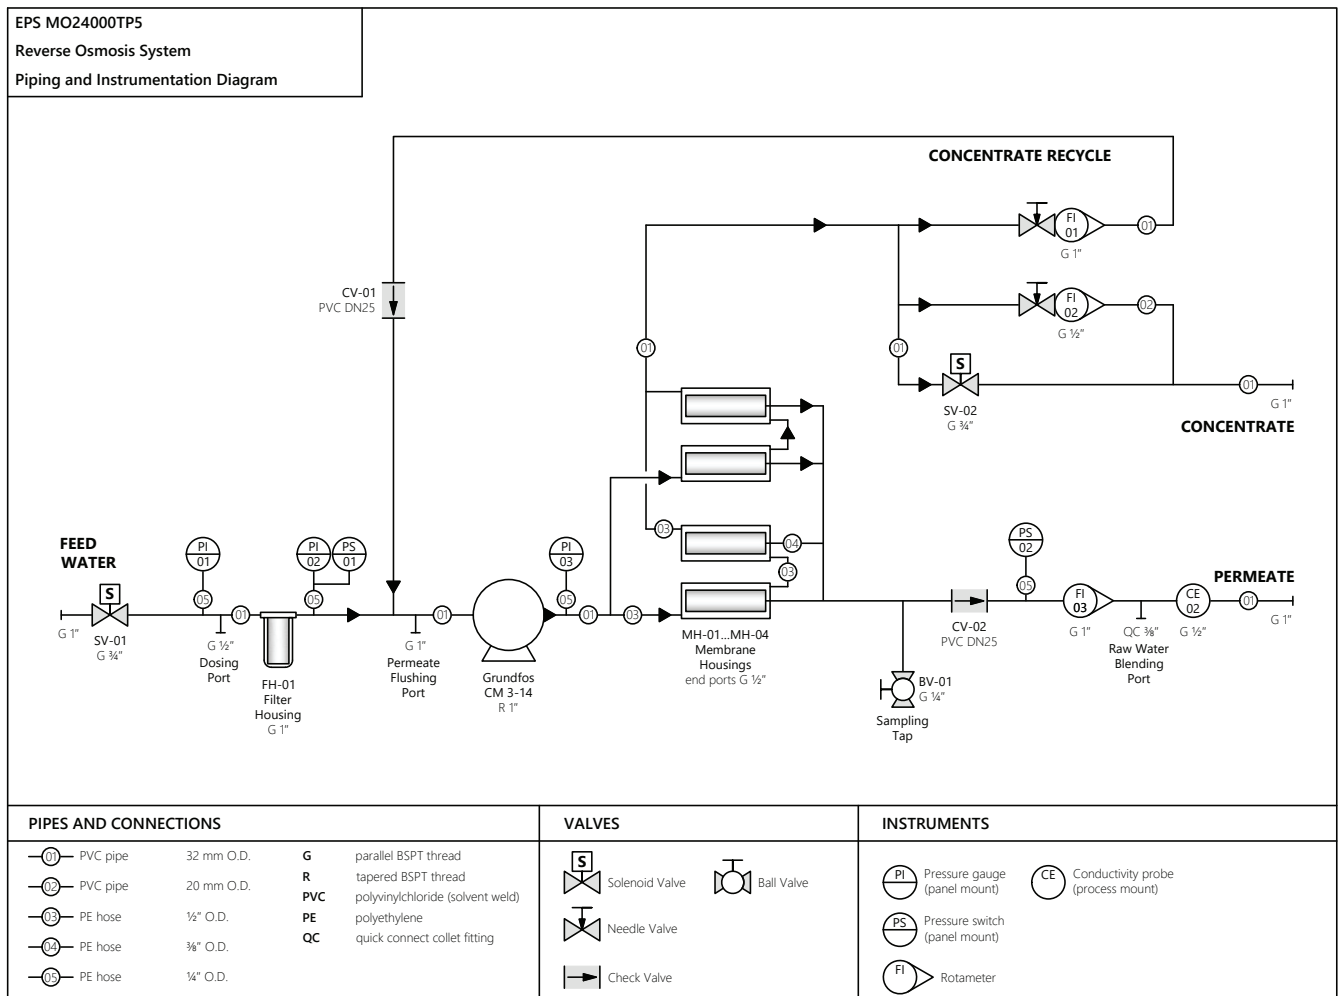 EPS MO24000TP5
Reverse Osmosis System
Piping and Instrumentation Diagram
CONCENTRATE RECYCLE
FI
01
01
G 1"
CV-01
PVC DN25
FI
02
02
G ½"
01
01
S
SV-02
G ¾"
01
G 1"
CONCENTRATE
FEED
WATER
PI
01
PI
02
PS
01
PI
03
03
04
03
PS
02
PERMEATE
S
G 1"
SV-01
G ¾"
05
01
G ½"
Dosing
Port
05
FH-01
Filter
Housing
G 1"
01
G 1"
Permeate
Flushing
Port
Grundfos
CM 3-14
R 1"
05
01
03
MH-01...MH-04
Membrane
Housings
end ports G ½"
CV-02
PVC DN25
05
FI
03
G 1"
QC ⅜"
Raw Water
Blending
Port
CE
02
G ½"
01
G 1"
BV-01
G ¼"
Sampling
Tap
PIPES AND CONNECTIONS
01 PVC pipe 32 mm O.D.
02 PVC pipe 20 mm O.D.
03 PE hose ½" O.D.
04 PE hose ⅜" O.D.
05 PE hose ¼" O.D.
G parallel BSPT thread
R tapered BSPT thread
PVC polyvinylchloride (solvent weld)
PE polyethylene
QC quick connect collet fitting
VALVES
S Solenoid Valve
Ball Valve
Needle Valve
Check Valve
INSTRUMENTS
PI Pressure gauge
(panel mount)
CE Conductivity probe
(process mount)
PS Pressure switch
(panel mount)
FI Rotameter